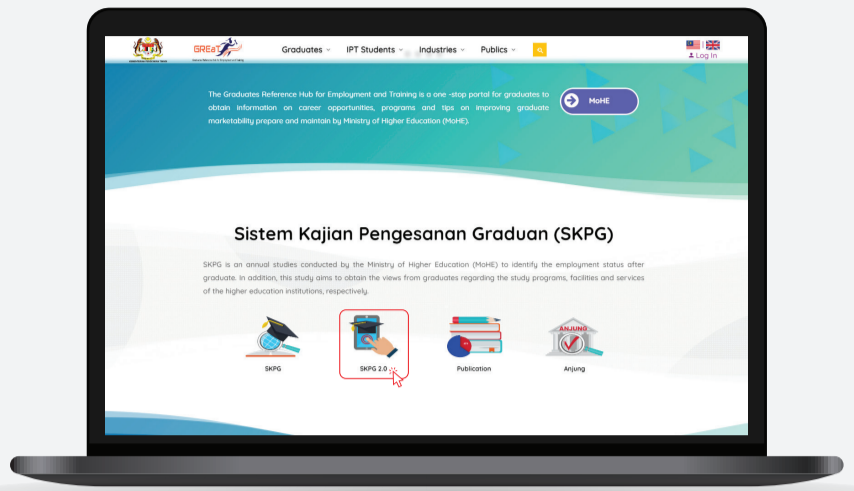 GREaT
Graduates
IPT Students
Industries
Publics
Log In
The Graduates Reference Hub for Employment and Training is a one -stop portal for graduates to
obtain information on career opportunities, programs and tips on improving graduate
marketability prepare and maintain by Ministry of Higher Education (MoHE).
MoHE
Sistem Kajian Pengesanan Graduan (SKPG)
SKPG is an annual studies conducted by the Ministry of Higher Education (MoHE) to identify the employment status after
graduate. In addition, this study aims to obtain the views from graduates regarding the study programs, facilities and services
of the higher education institutions, respectively.
ANJUNG
SKPG
SKPG 2.0
Publication
Anjung